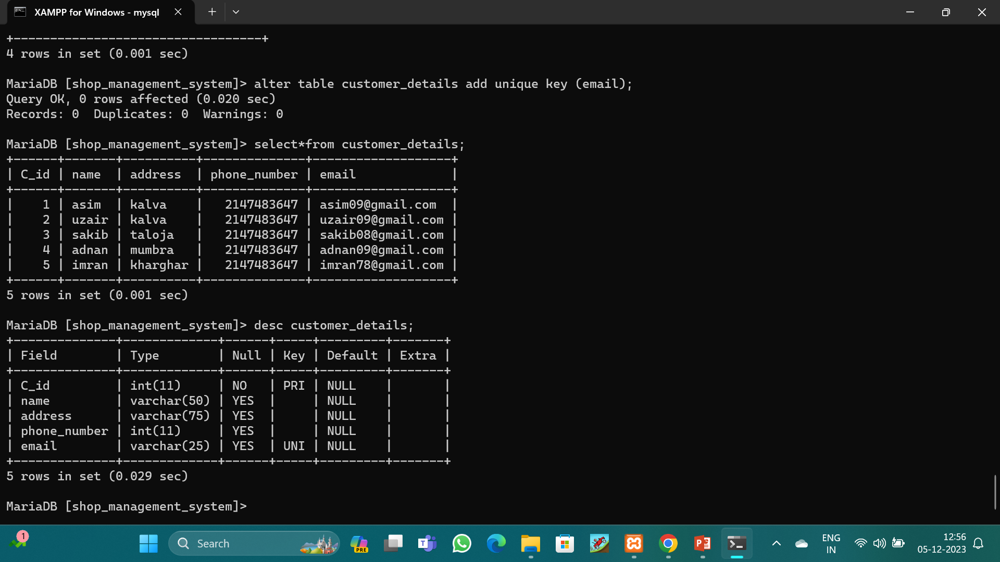 XAMPP for Windows - mysql
+----------------------------------+
4 rows in set (0.001 sec)
MariaDB [shop_management_system]> alter table customer_details add unique key (email);
Query OK, 0 rows affected (0.020 sec)
Records: 0  Duplicates: 0  Warnings: 0
MariaDB [shop_management_system]> select*from customer_details;
+------+-------+----------+--------------+-------------------+
| C_id | name  | address  | phone_number | email             |
+------+-------+----------+--------------+-------------------+
|    1 | asim  | kalva    |   2147483647 | asim09@gmail.com  |
|    2 | uzair | kalva    |   2147483647 | uzair09@gmail.com |
|    3 | sakib | taloja   |   2147483647 | sakib08@gmail.com |
|    4 | adnan | mumbra   |   2147483647 | adnan09@gmail.com |
|    5 | imran | kharghar |   2147483647 | imran78@gmail.com |
+------+-------+----------+--------------+-------------------+
5 rows in set (0.001 sec)
MariaDB [shop_management_system]> desc customer_details;
+--------------+-------------+------+-----+---------+-------+
| Field        | Type        | Null | Key | Default | Extra |
+--------------+-------------+------+-----+---------+-------+
| C_id         | int(11)     | NO   | PRI | NULL    |       |
| name         | varchar(50) | YES  |     | NULL    |       |
| address      | varchar(75) | YES  |     | NULL    |       |
| phone_number | int(11)     | YES  |     | NULL    |       |
| email        | varchar(25) | YES  | UNI | NULL    |       |
+--------------+-------------+------+-----+---------+-------+
5 rows in set (0.029 sec)
MariaDB [shop_management_system]>
1
Search
PRE
T
P
ENG
IN
12:56
05-12-2023